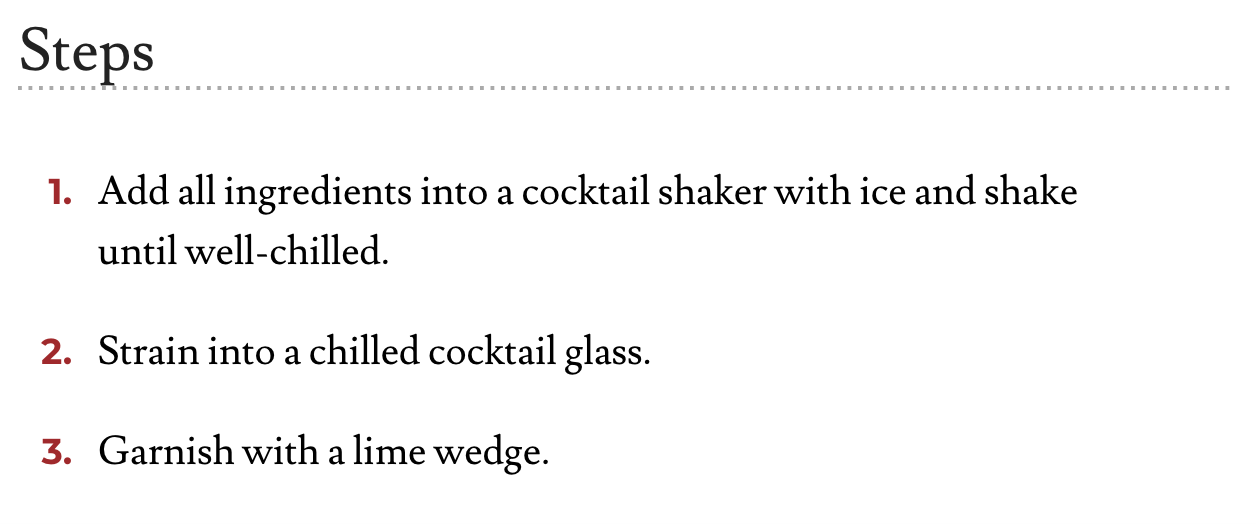 Steps
1. Add all ingredients into a cocktail shaker with ice and shake
until well-chilled.
2. Strain into a chilled cocktail glass.
3. Garnish with a lime wedge.